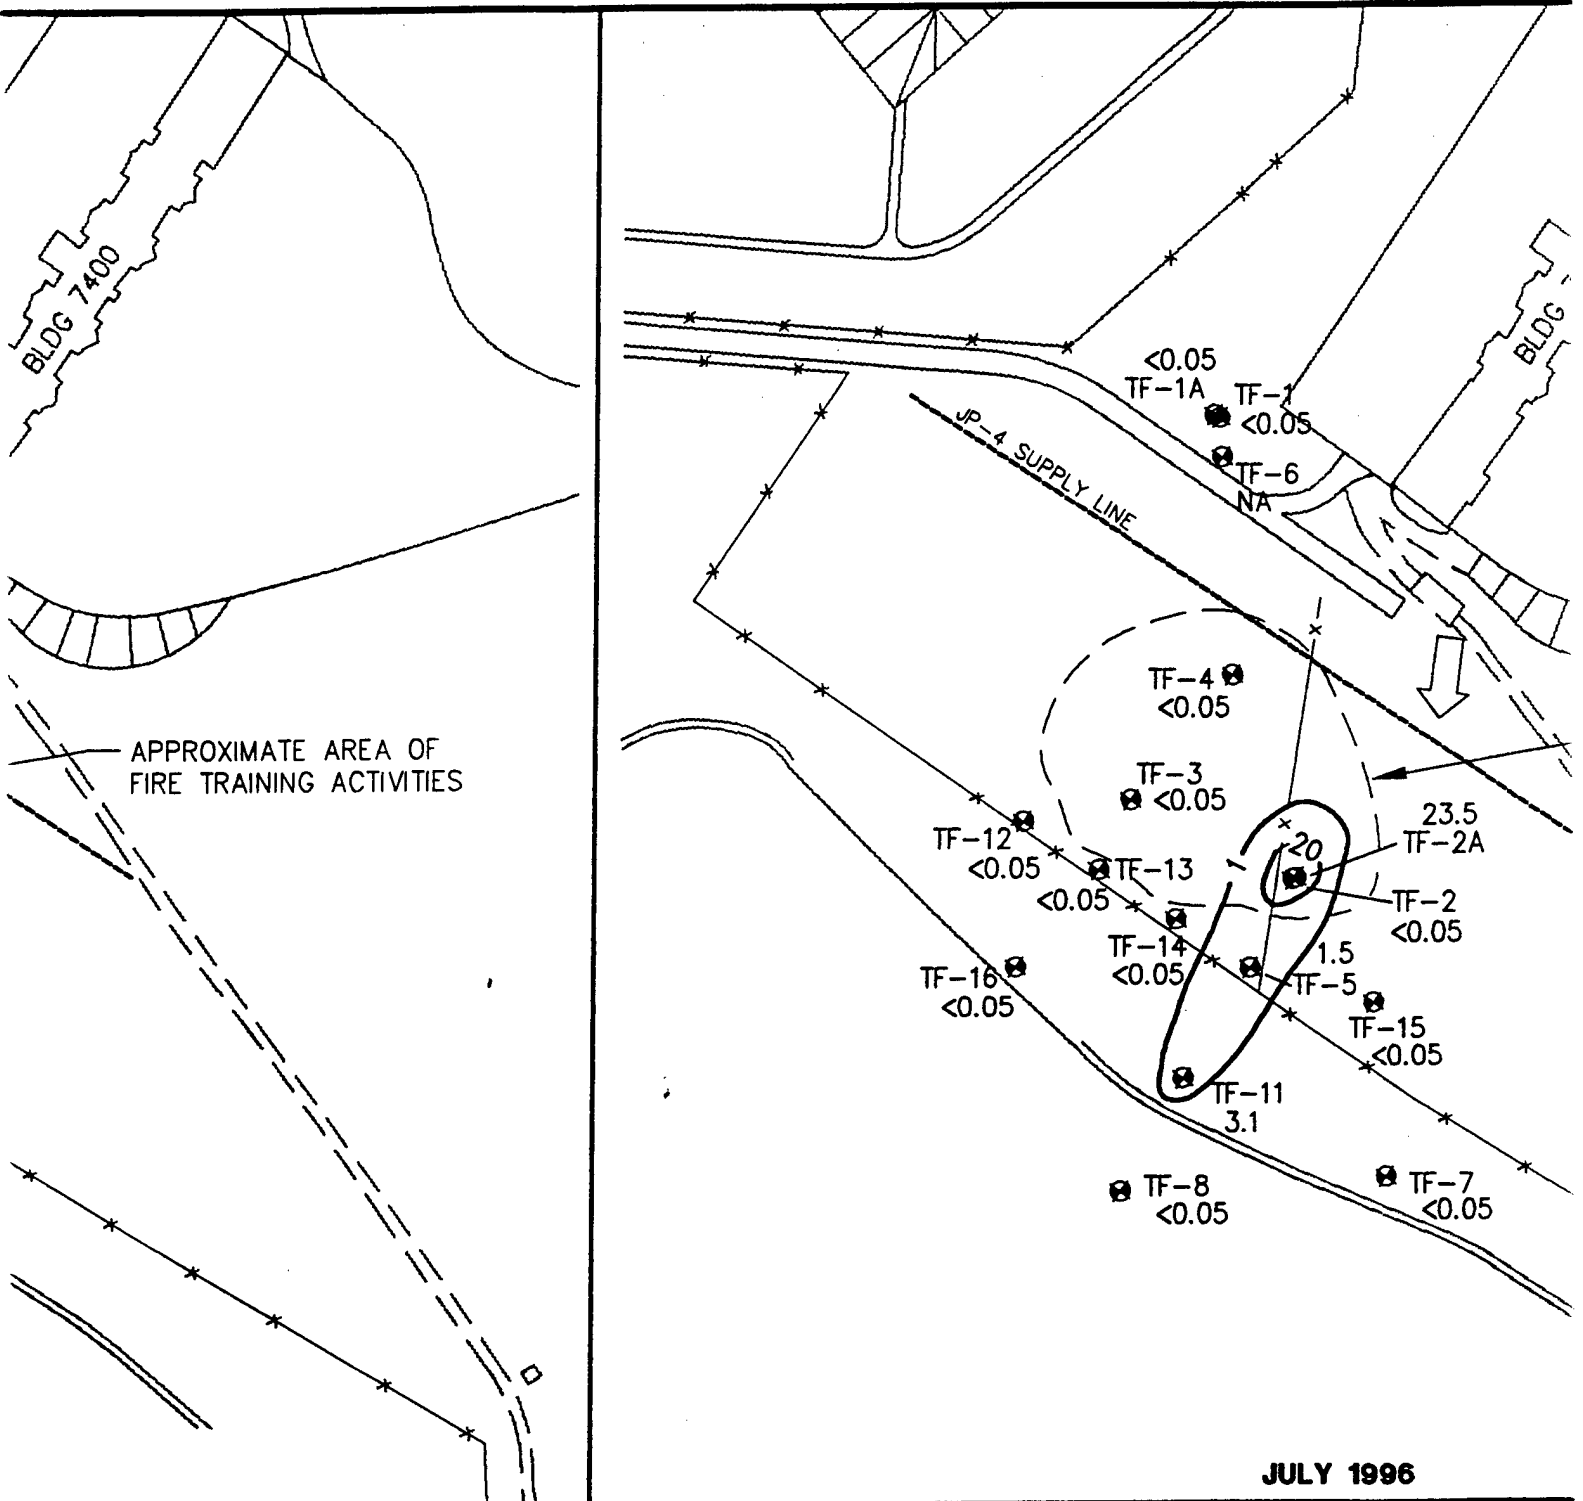 BLDG 7400
APPROXIMATE AREA OF
FIRE TRAINING ACTIVITIES
<0.05
TF-1A
TF-1
<0.05
TF-6
NA
BLDG
JP-4 SUPPLY LINE
TF-4
<0.05
TF-3
<0.05
TF-12
<0.05
TF-13
<0.05
1
20
23.5
TF-2A
TF-2
<0.05
TF-14
<0.05
1.5
TF-5
TF-16
<0.05
TF-15
<0.05
TF-11
3.1
TF-8
<0.05
TF-7
<0.05
JULY 1996